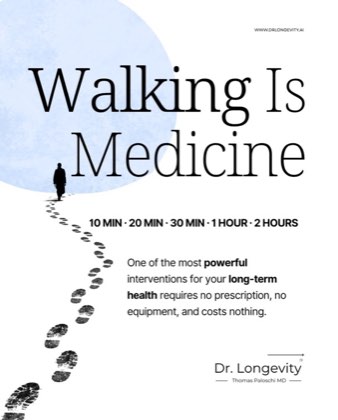 WWW.DRLONGEVITY.AI
Walking Is
Medicine
10 MIN · 20 MIN · 30 MIN · 1 HOUR · 2 HOURS
One of the most powerful
interventions for your long-term
health requires no prescription, no
equipment, and costs nothing.
Dr. Longevity
Thomas Paloschi MD